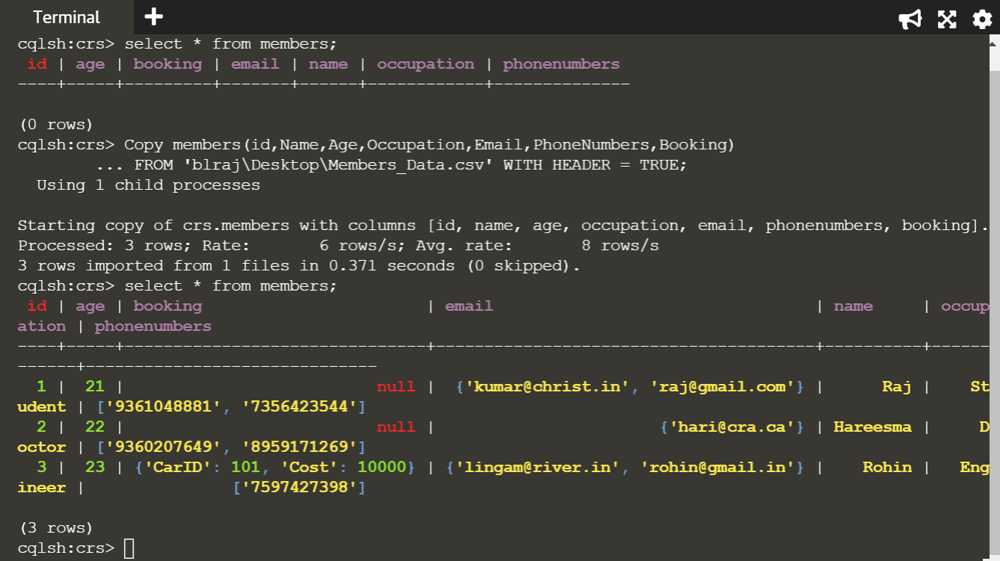 Terminal
cqlsh:crs> select * from members;
id | age | booking | email | name | occupation | phonenumbers
----+-----+---------+-------+------+------------+--------------
(0 rows)
cqlsh:crs> Copy members(id,Name,Age,Occupation,Email,PhoneNumbers,Booking)
... FROM 'blraj\Desktop\Members_Data.csv' WITH HEADER = TRUE;
Using 1 child processes
Starting copy of crs.members with columns [id, name, age, occupation, email, phonenumbers, booking].
Processed: 3 rows; Rate:       6 rows/s; Avg. rate:       8 rows/s
3 rows imported from 1 files in 0.371 seconds (0 skipped).
cqlsh:crs> select * from members;
id | age | booking                       | email                                 | name     | occup
ation | phonenumbers
----+-----+-------------------------------+---------------------------------------+----------+------
------+------------------------------
1 |  21 |                          null |  {'kumar@christ.in', 'raj@gmail.com'} |      Raj |    St
udent | ['9361048881', '7356423544']
2 |  22 |                          null |                       {'hari@cra.ca'} | Hareesma |     D
octor | ['9360207649', '8959171269']
3 |  23 | {'CarID': 101, 'Cost': 10000} | {'lingam@river.in', 'rohin@gmail.in'} |    Rohin |   Eng
ineer |               ['7597427398']
(3 rows)
cqlsh:crs>